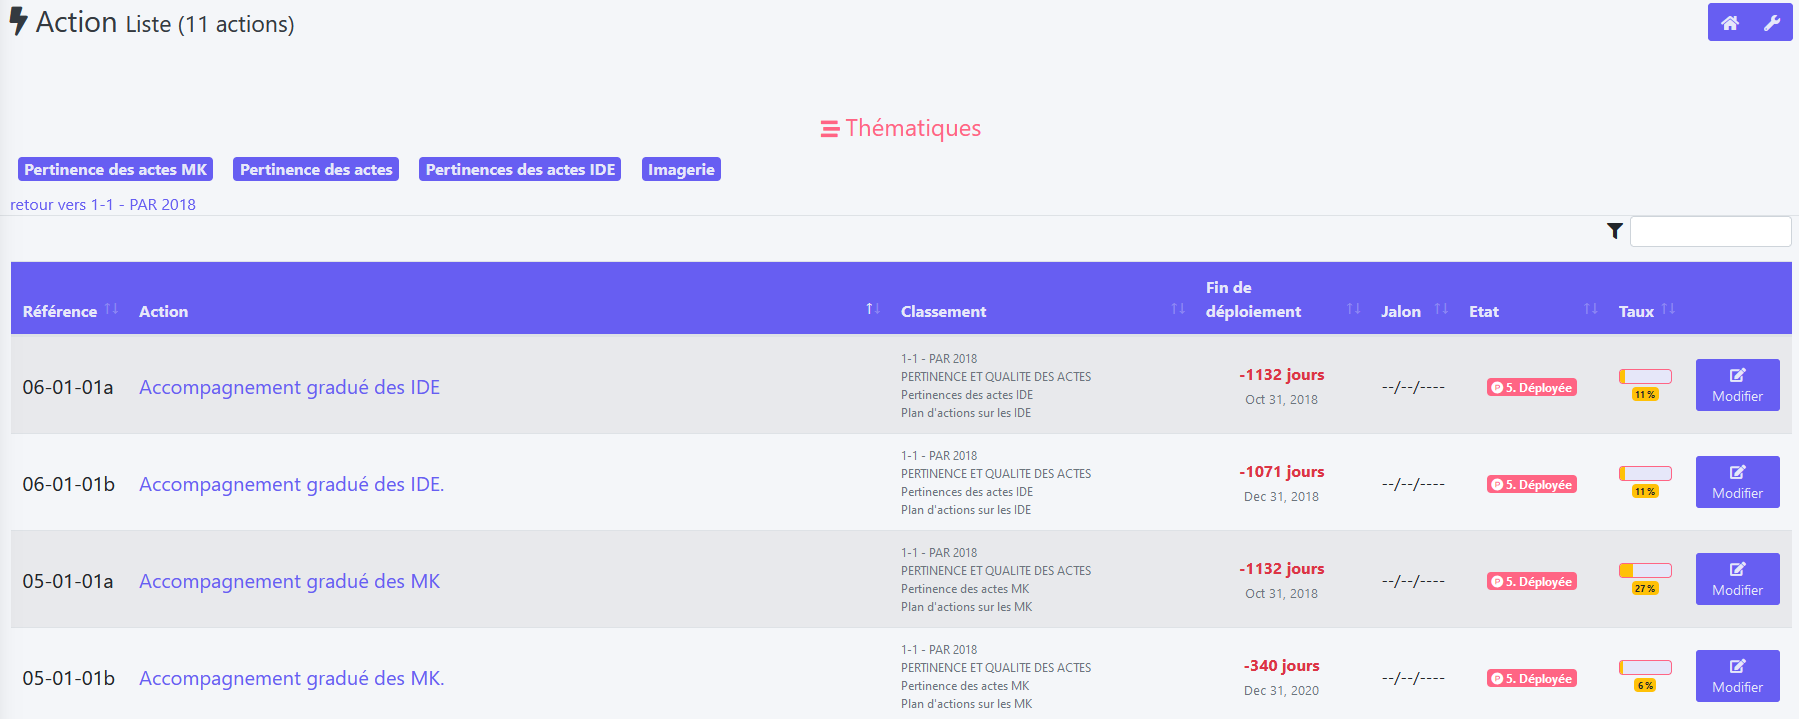 Action Liste (11 actions)
Thématiques
Pertinence des actes MK Pertinence des actes Pertinences des actes IDE Imagerie
retour vers 1-1 - PAR 2018
Référence Action Classement Fin de déploiement Jalon Etat Taux
06-01-01a
Accompagnement gradué des IDE
1-1 - PAR 2018
PERTINENCE ET QUALITE DES ACTES
Pertinences des actes IDE
Plan d'actions sur les IDE
-1132 jours
Oct 31, 2018
--/--/----
P 5. Déployée
11 %
Modifier
06-01-01b
Accompagnement gradué des IDE.
1-1 - PAR 2018
PERTINENCE ET QUALITE DES ACTES
Pertinences des actes IDE
Plan d'actions sur les IDE
-1071 jours
Dec 31, 2018
--/--/----
P 5. Déployée
11 %
Modifier
05-01-01a
Accompagnement gradué des MK
1-1 - PAR 2018
PERTINENCE ET QUALITE DES ACTES
Pertinence des actes MK
Plan d'actions sur les MK
-1132 jours
Oct 31, 2018
--/--/----
P 5. Déployée
27 %
Modifier
05-01-01b
Accompagnement gradué des MK.
1-1 - PAR 2018
PERTINENCE ET QUALITE DES ACTES
Pertinence des actes MK
Plan d'actions sur les MK
-340 jours
Dec 31, 2020
--/--/----
P 5. Déployée
6 %
Modifier